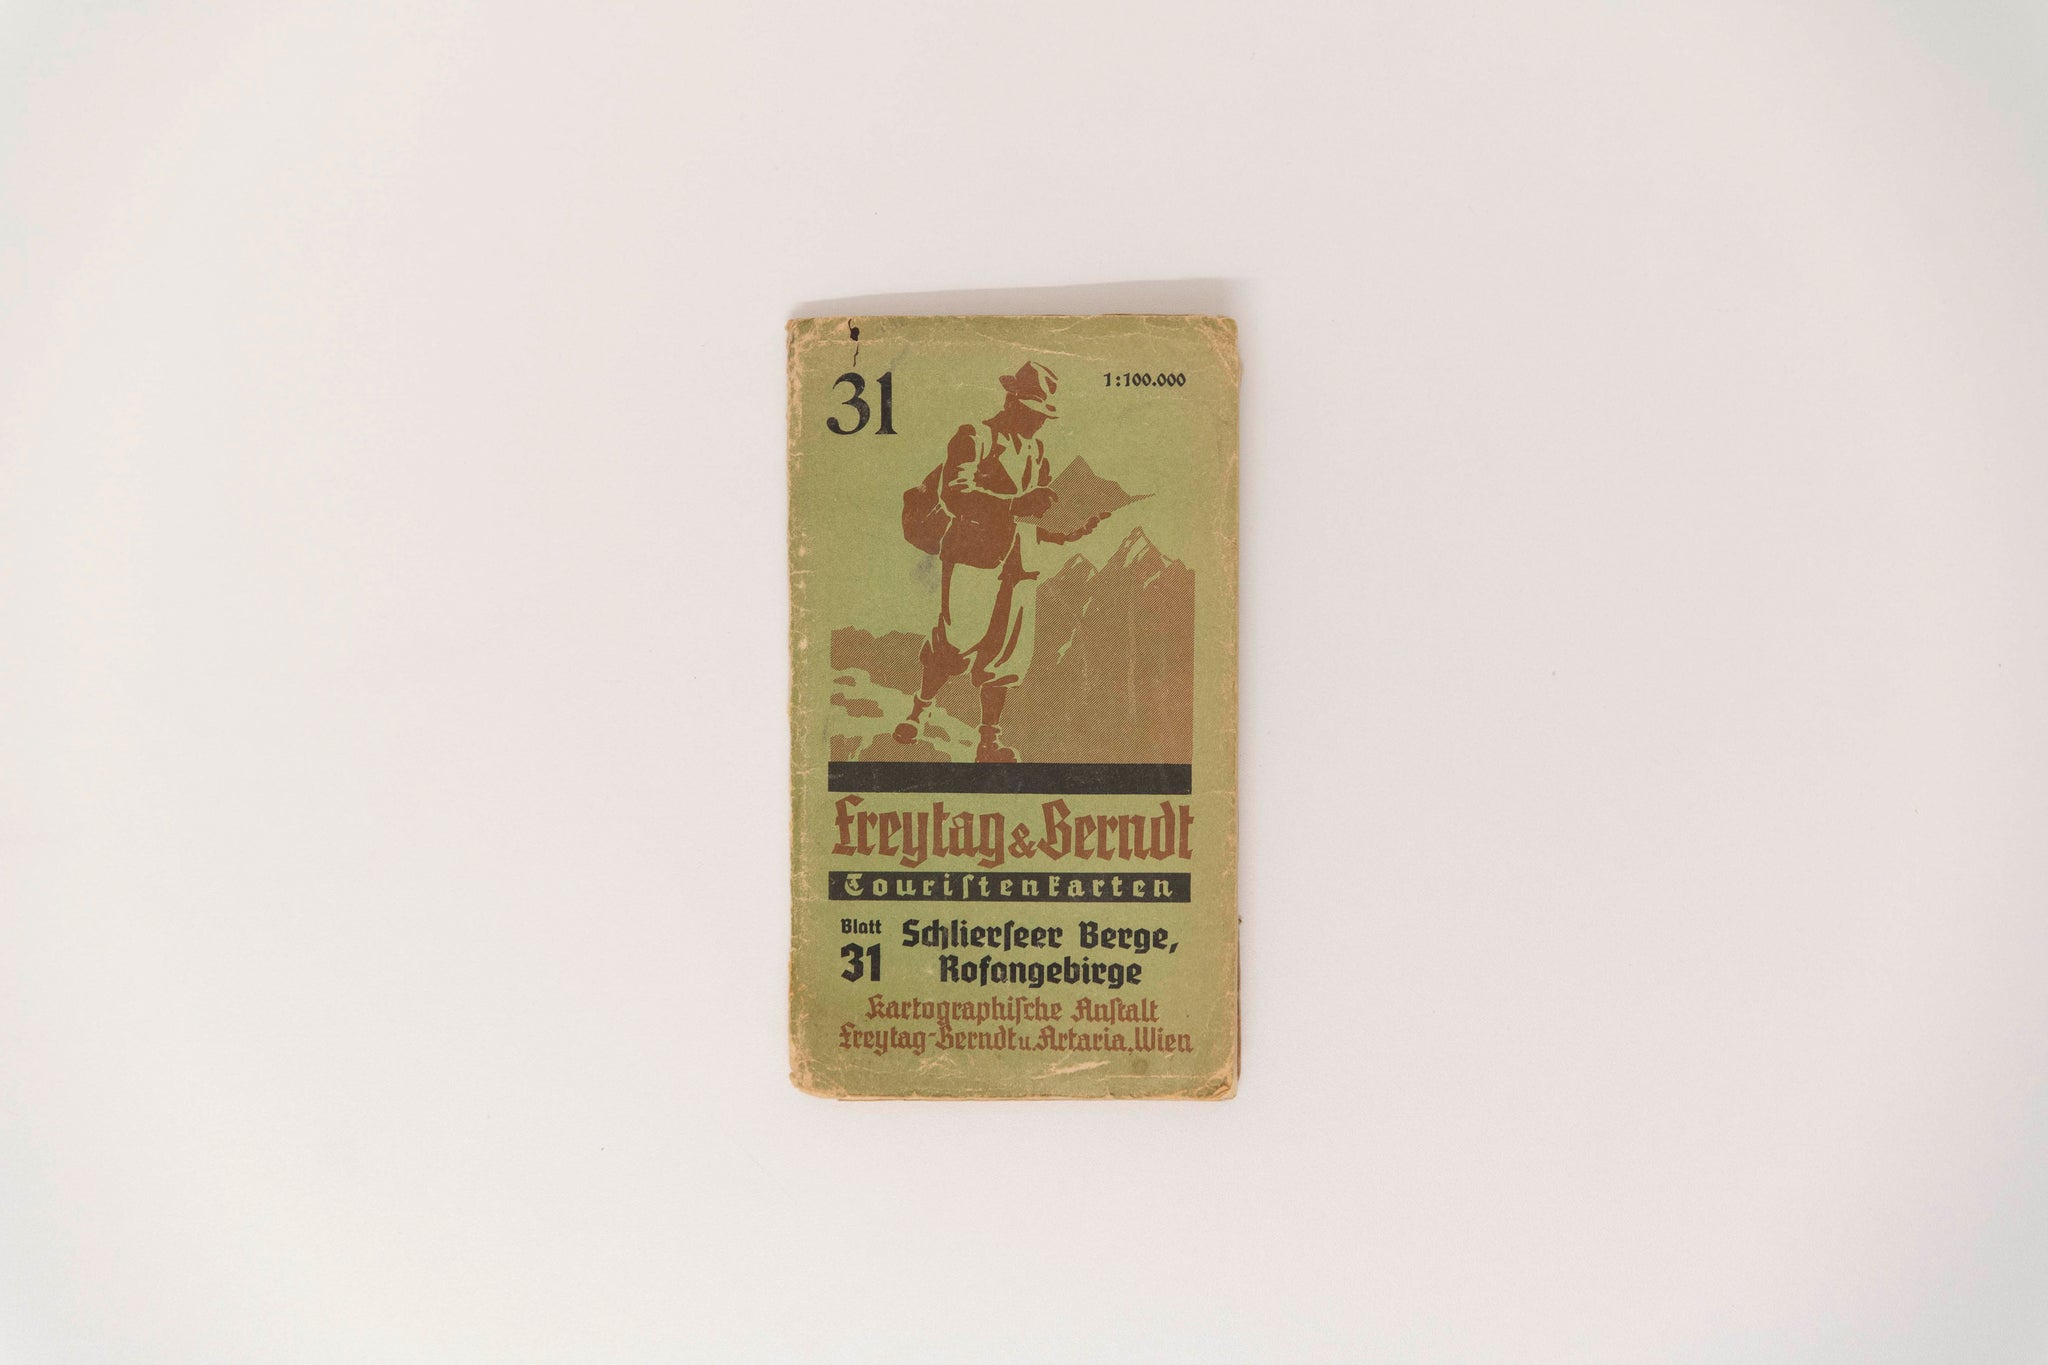 31
1:100.000
Freytag & Berndt
Touriſtenkarten
Blatt
31
Schlierſeer Berge,
Rofangebirge
Kartographiſche Anſtalt
Freytag-Berndt u. Artaria, Wien